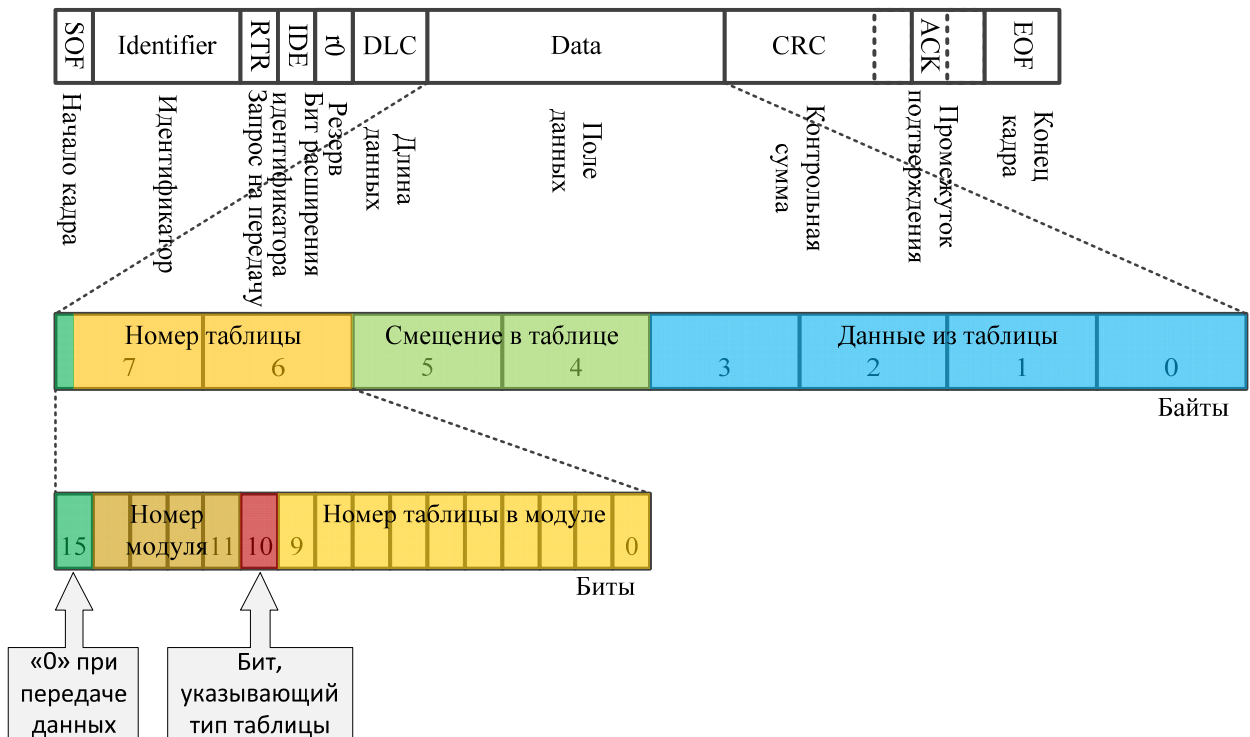 SOF Identifier RTR IDE r0 DLC Data CRC ACK EOF
Начало кадра
Идентификатор
Запрос на передачу
Бит расширения
идентификатора
Резерв
Длина
данных
Поле
данных
Контрольная
сумма
Промежуток
подтверждения
Конец
кадра
Номер таблицы Смещение в таблице Данные из таблицы
7 6 5 4 3 2 1 0
Байты
Номер Номер таблицы в модуле
модуля
15 11 10 9 0
Биты
«0» при
передаче
данных
Бит,
указывающий
тип таблицы